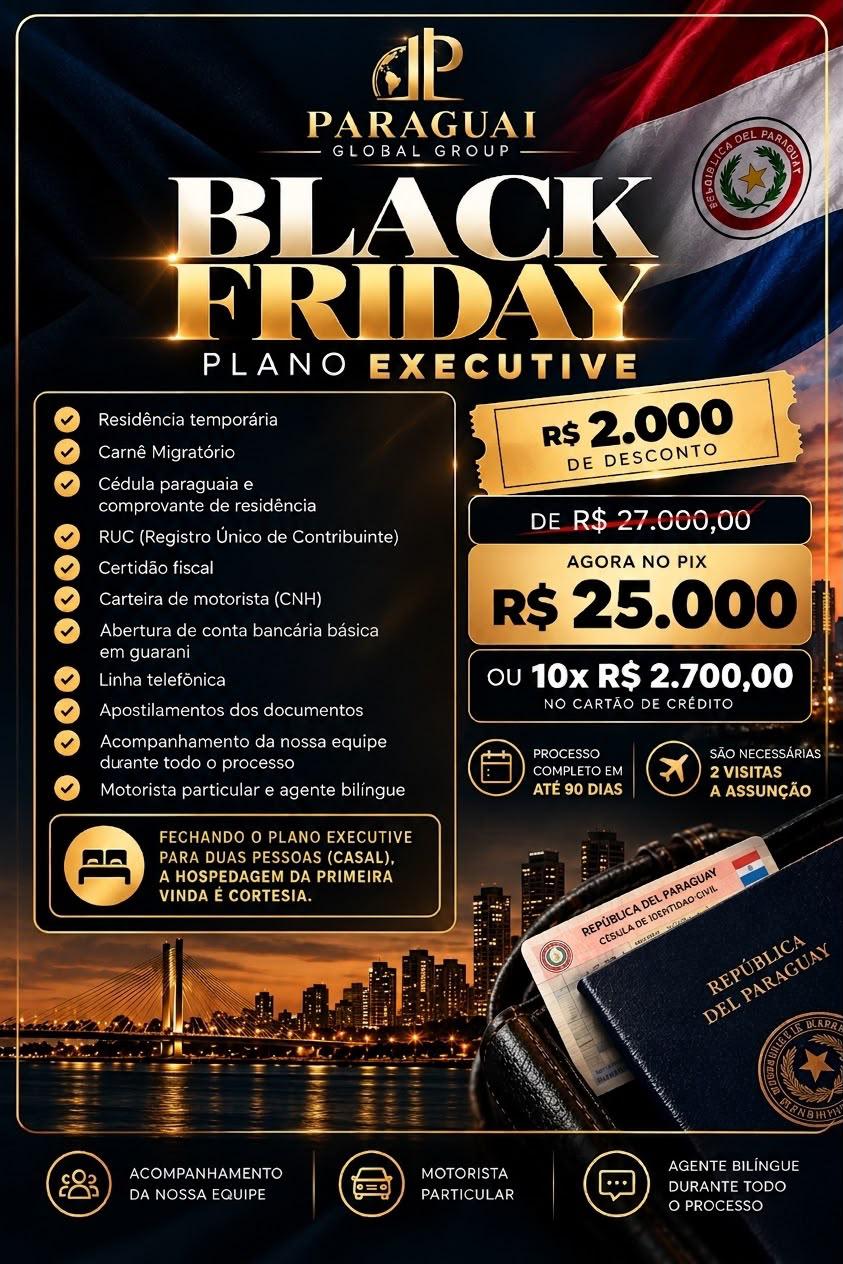 PARAGUAI
GLOBAL GROUP
REPÚBLICA DEL PARAGUAY
BLACK
FRIDAY
PLANO EXECUTIVE
Residência temporária
Carnê Migratório
Cédula paraguaia e
comprovante de residência
RUC (Registro Único de Contribuinte)
Certidão fiscal
Carteira de motorista (CNH)
Abertura de conta bancária básica
em guarani
Linha telefônica
Apostilamentos dos documentos
Acompanhamento da nossa equipe
durante todo o processo
Motorista particular e agente bilíngue
FECHANDO O PLANO EXECUTIVE
PARA DUAS PESSOAS (CASAL),
A HOSPEDAGEM DA PRIMEIRA
VINDA É CORTESIA.
R$ 2.000
DE DESCONTO
DE R$ 27.000,00
AGORA NO PIX
R$ 25.000
OU 10x R$ 2.700,00
NO CARTÃO DE CRÉDITO
PROCESSO
COMPLETO EM
ATÉ 90 DIAS
SÃO NECESSÁRIAS
2 VISITAS
A ASSUNÇÃO
REPÚBLICA DEL PARAGUAY
REPÚBLICA
DEL PARAGUAY
ACOMPANHAMENTO
DA NOSSA EQUIPE
MOTORISTA
PARTICULAR
AGENTE BILÍNGUE
DURANTE TODO
O PROCESSO